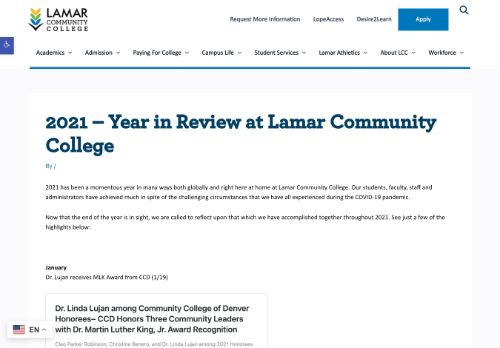 LAMAR
COMMUNITY
COLLEGE
Request More Information LopeAccess Desire2Learn Apply
Academics Admission Paying For College Campus Life Student Services Lamar Athletics About LCC Workforce
2021 – Year in Review at Lamar Community
College
By /
2021 has been a momentous year in many ways both globally and right here at home at Lamar Community College. Our students, faculty, staff and
administrators have achieved much in spite of the challenging circumstances that we have all experienced during the COVID-19 pandemic.
Now that the end of the year is in sight, we are called to reflect upon that which we have accomplished together throughout 2021. See just a few of the
highlights below:
January
Dr. Lujan receives MLK Award from CCD (1/19)
Dr. Linda Lujan among Community College of Denver
Honorees– CCD Honors Three Community Leaders
with Dr. Martin Luther King, Jr. Award Recognition
Cleo Parker Robinson, Christine Benero, and Dr. Linda Lujan among 2021 Honorees
EN